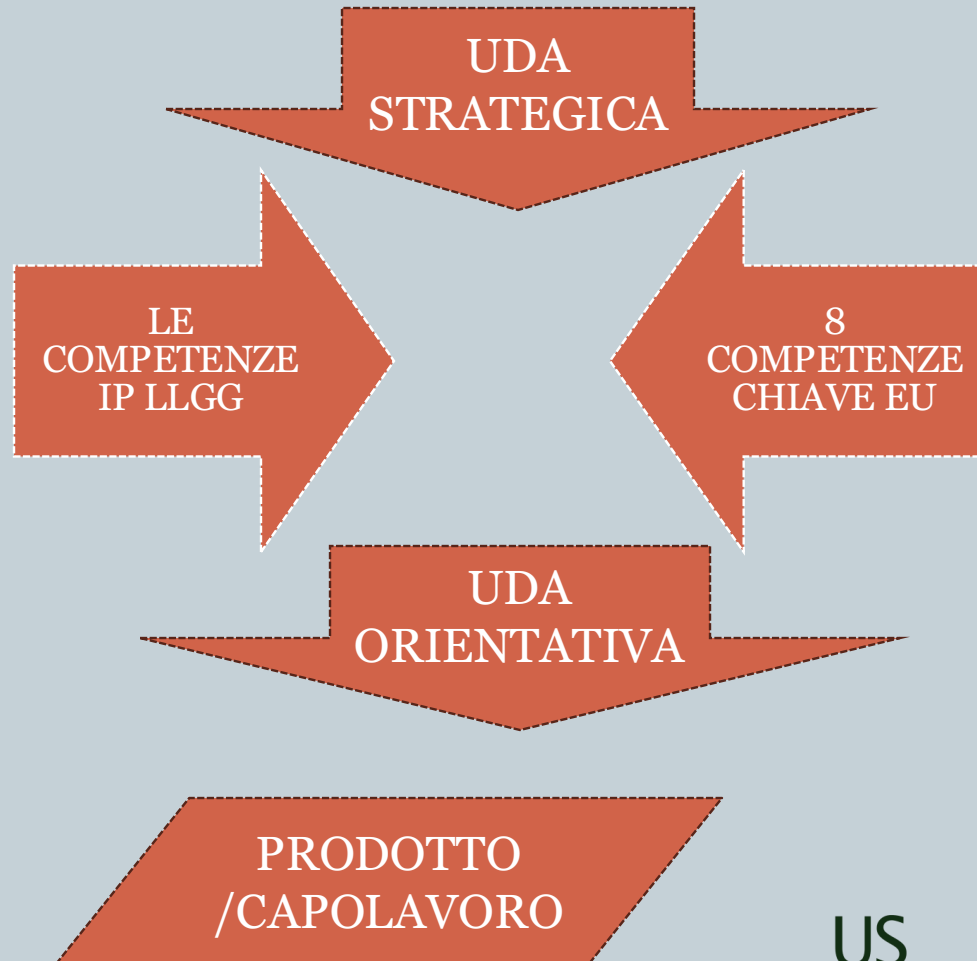 UDA
STRATEGICA
LE
COMPETENZE
IP LLGG
8
COMPETENZE
CHIAVE EU
UDA
ORIENTATIVA
PRODOTTO
/CAPOLAVORO
US